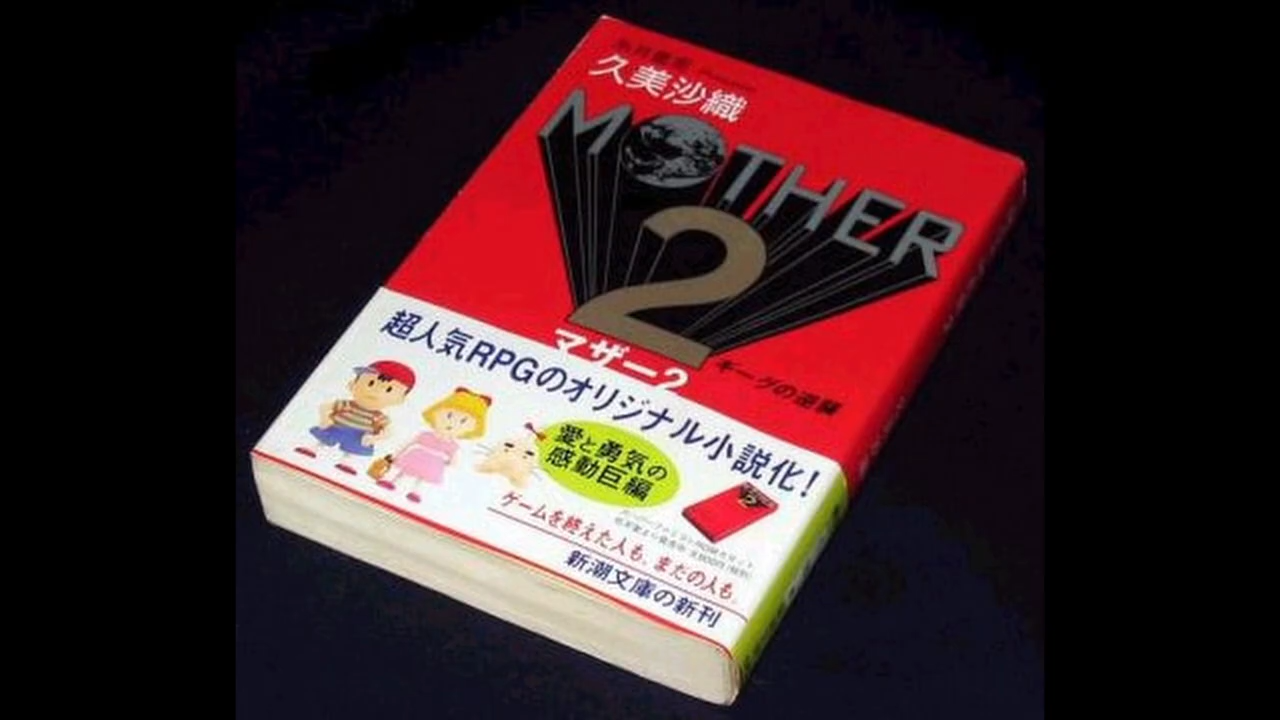 久美沙織
MOTHER
2
マザー2
ギーグの逆襲
超人気RPGのオリジナル小説化!
愛と勇気の
感動巨編
ゲームを終えた人も。まだの人も。
新潮文庫の新刊